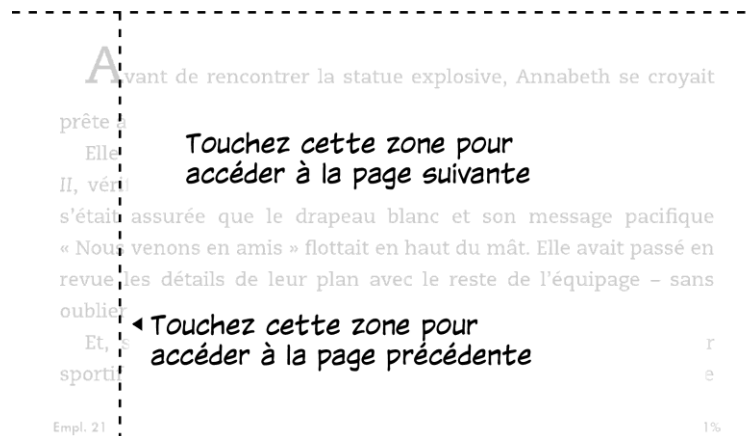 Avant de rencontrer la statue explosive, Annabeth se croyait
prête à
Touchez cette zone pour
Elle
accéder à la page suivante
II, véri
s'était assurée que le drapeau blanc et son message pacifique
« Nous venons en amis » flottait en haut du mât. Elle avait passé en
revue les détails de leur plan avec le reste de l'équipage – sans
oublier
Touchez cette zone pour
Et, s
accéder à la page précédente
r
sportif
e
Empl. 21
1%